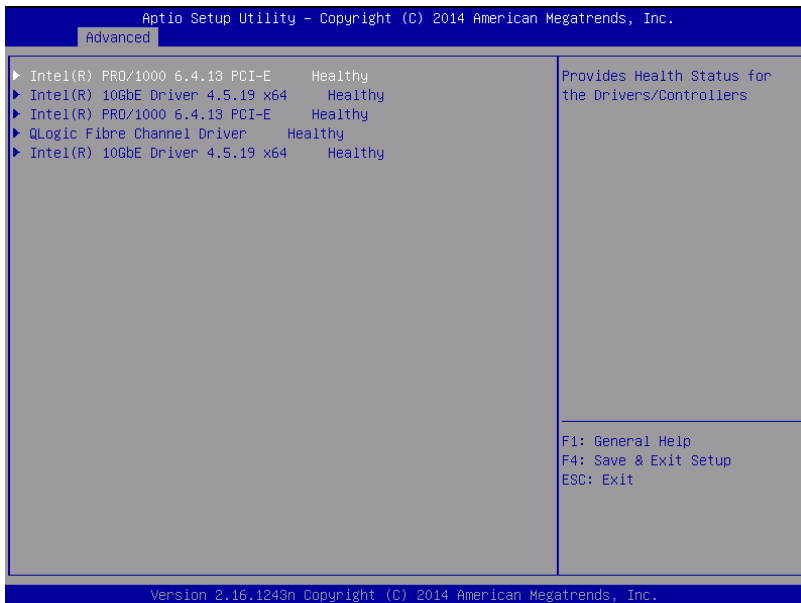 Aptio Setup Utility – Copyright (C) 2014 American Megatrends, Inc.
Advanced
Intel(R) PRO/1000 6.4.13 PCI-E Healthy
Intel(R) 10GbE Driver 4.5.19 x64 Healthy
Intel(R) PRO/1000 6.4.13 PCI-E Healthy
QLogic Fibre Channel Driver Healthy
Intel(R) 10GbE Driver 4.5.19 x64 Healthy
Provides Health Status for
the Drivers/Controllers
F1: General Help
F4: Save & Exit Setup
ESC: Exit
Version 2.16.1243n Copyright (C) 2014 American Megatrends, Inc.